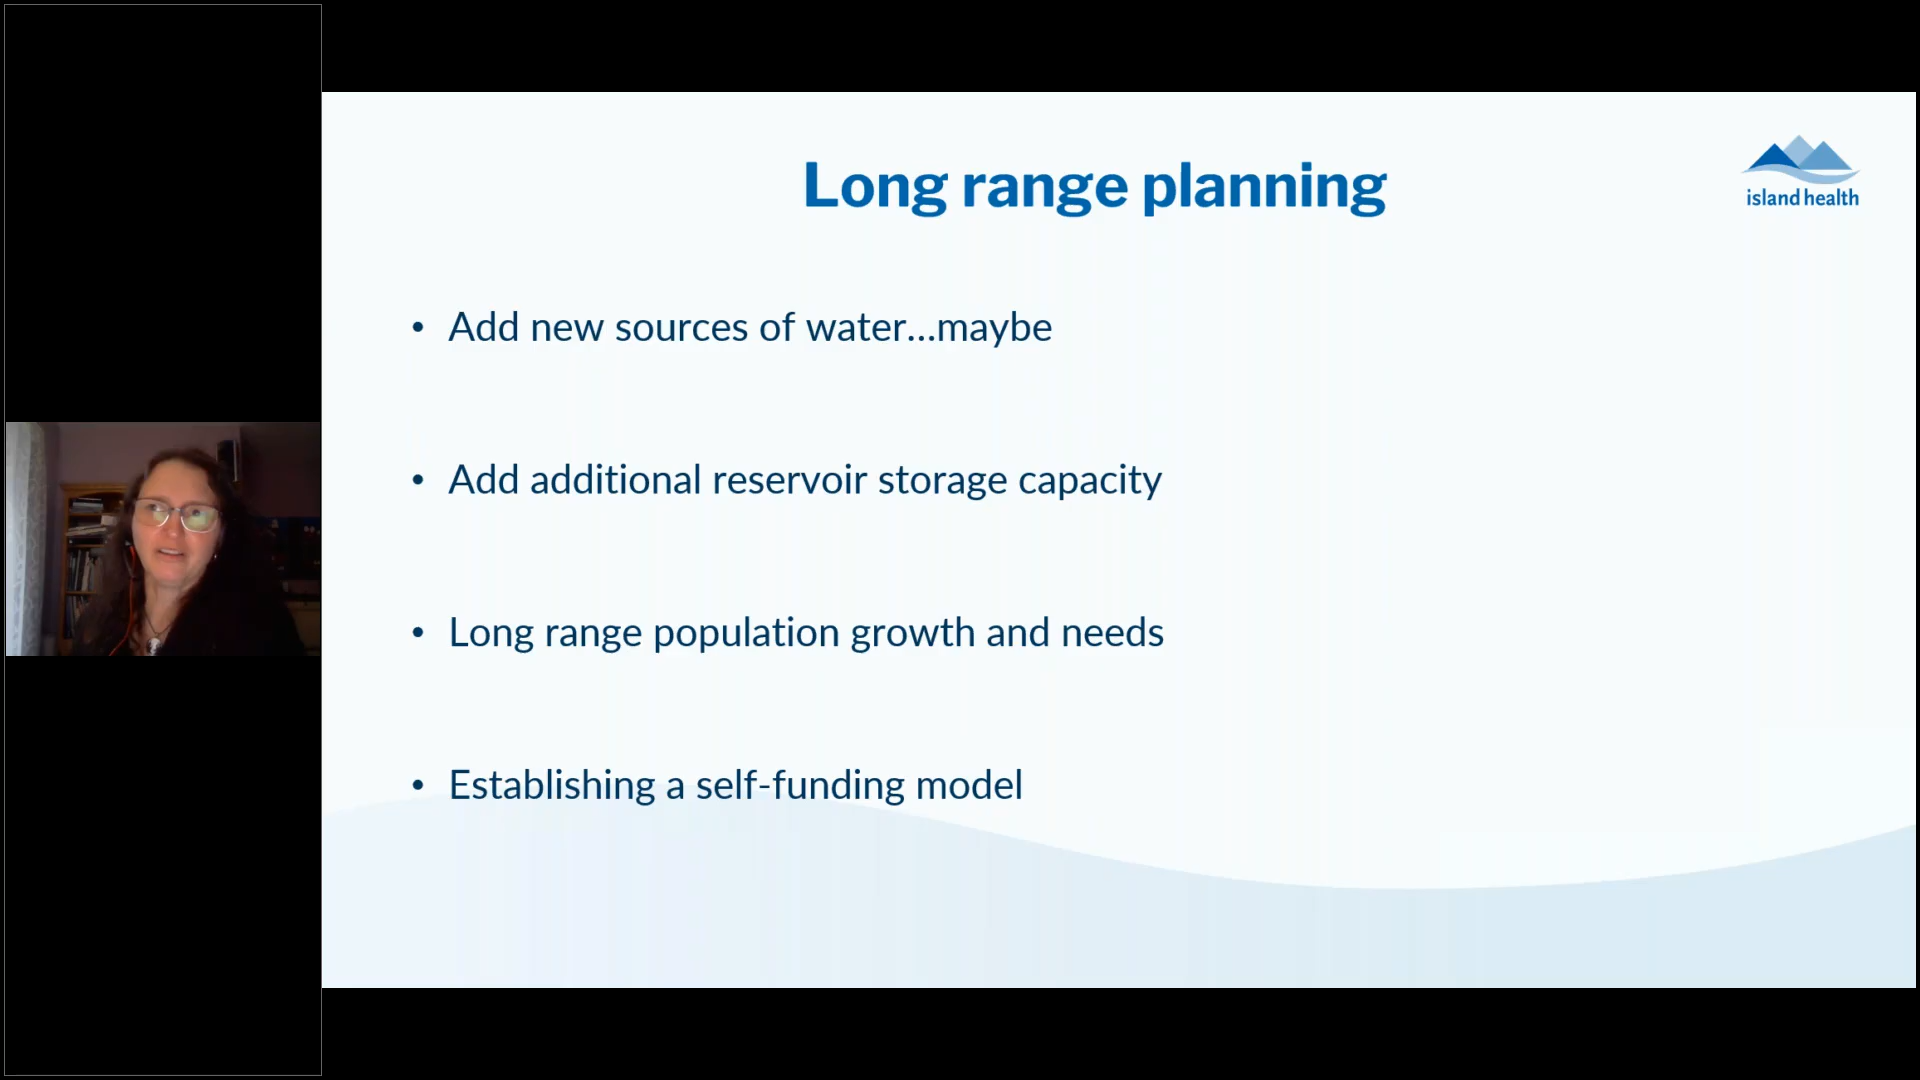 Long range planning
island health
• Add new sources of water...maybe
• Add additional reservoir storage capacity
• Long range population growth and needs
• Establishing a self-funding model